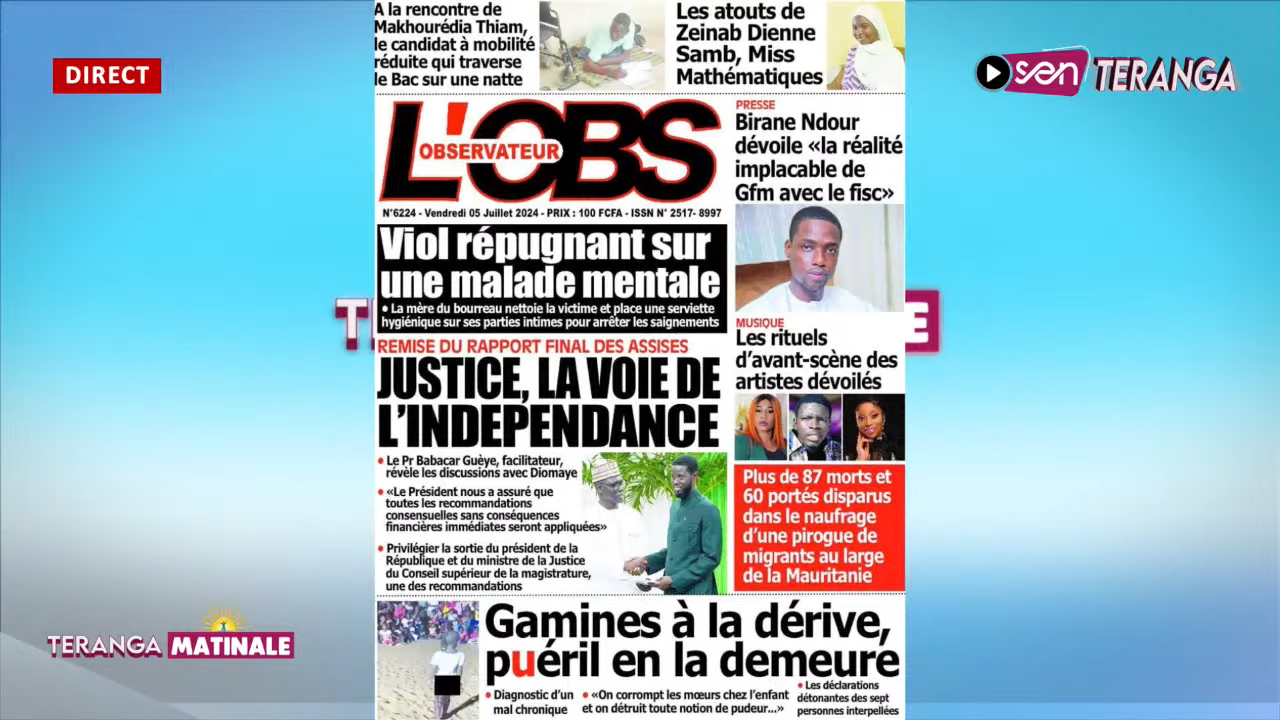 DIRECT
sen TERANGA
A la rencontre de
Makhourédia Thiam,
le candidat à mobilité
réduite qui traverse
le Bac sur une natte
Les atouts de
Zeinab Dienne
Samb, Miss
Mathématiques
L'OBS
OBSERVATEUR
N°6224 - Vendredi 05 Juillet 2024 - PRIX : 100 FCFA - ISSN N° 2517- 8997
PRESSE
Birane Ndour
dévoile «la réalité
implacable de
Gfm avec le fisc»
Viol répugnant sur
une malade mentale
• La mère du bourreau nettoie la victime et place une serviette
hygiénique sur ses parties intimes pour arrêter les saignements
MUSIQUE
Les rituels
d'avant-scène des
artistes dévoilés
REMISE DU RAPPORT FINAL DES ASSISES
JUSTICE, LA VOIE DE
L'INDEPENDANCE
• Le Pr Babacar Guèye, facilitateur,
révèle les discussions avec Diomaye
• «Le Président nous a assuré que
toutes les recommandations
consensuelles sans conséquences
financières immédiates seront appliquées»
• Privilégier la sortie du président de la
République et du ministre de la Justice
du Conseil supérieur de la magistrature,
une des recommandations
Plus de 87 morts et
60 portés disparus
dans le naufrage
d'une pirogue de
migrants au large
de la Mauritanie
Gamines à la dérive,
puéril en la demeure
• Diagnostic d'un
mal chronique
• «On corrompt les mœurs chez l'enfant
et on détruit toute notion de pudeur...»
• Les déclarations
détonantes des sept
personnes interpellées
TERANGA MATINALE